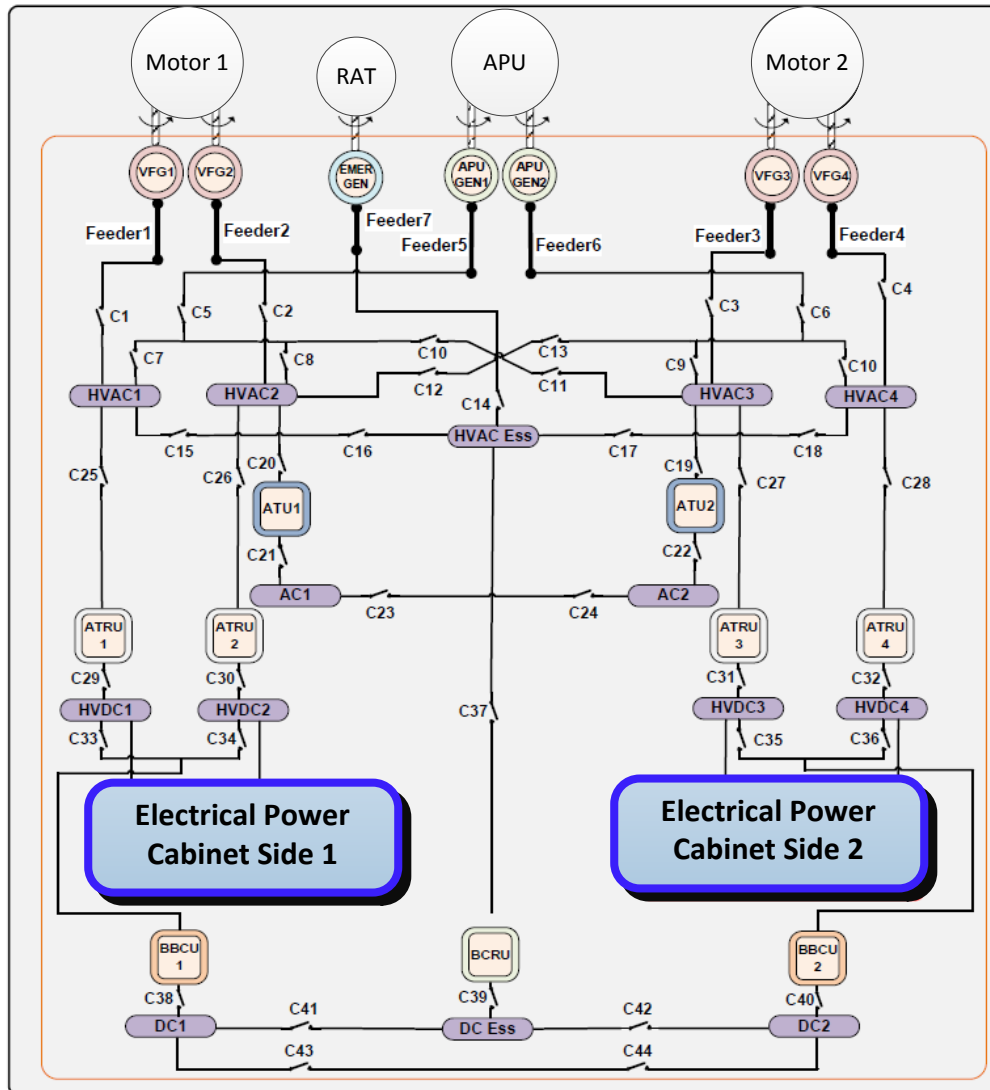 Motor 1
RAT
APU
Motor 2
VFG1
VFG2
EMER
GEN
APU
GEN1
APU
GEN2
VFG3
VFG4
Feeder1
Feeder2
Feeder7
Feeder5
Feeder6
Feeder3
Feeder4
C1
C5
C2
C3
C6
C4
C7
C8
C10
C13
C9
C10
C12
C11
HVAC1
HVAC2
C14
HVAC3
HVAC4
HVAC Ess
C15
C16
C17
C18
C25
C26
C20
C19
C27
C28
ATU1
ATU2
C21
C22
AC1
C23
C24
AC2
ATRU
1
ATRU
2
ATRU
3
ATRU
4
C29
C30
C31
C32
HVDC1
HVDC2
C37
HVDC3
HVDC4
C33
C34
C35
C36
Electrical Power
Cabinet Side 1
Electrical Power
Cabinet Side 2
BBCU
1
BCRU
BBCU
2
C38
C39
C40
DC1
C41
DC Ess
C42
DC2
C43
C44